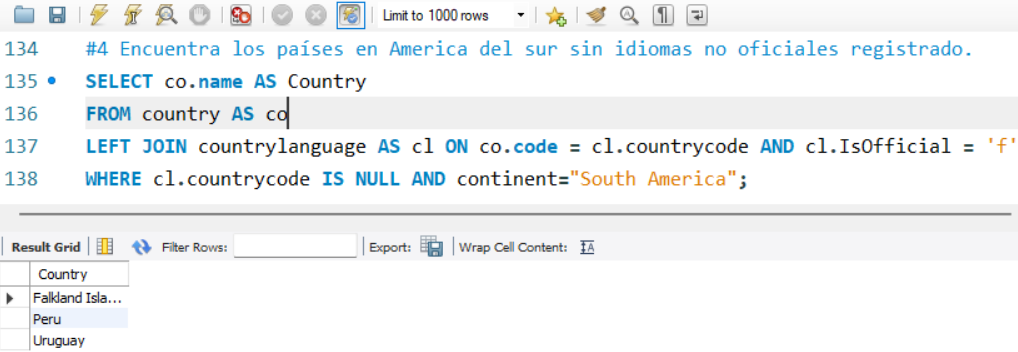 Limit to 1000 rows
134 #4 Encuentra los países en America del sur sin idiomas no oficiales registrado.
135 SELECT co.name AS Country
136 FROM country AS co
137 LEFT JOIN countrylanguage AS cl ON co.code = cl.countrycode AND cl.IsOfficial = 'f'
138 WHERE cl.countrycode IS NULL AND continent="South America";
Result Grid Filter Rows: Export: Wrap Cell Content: IA
Country
Falkland Isla...
Peru
Uruguay